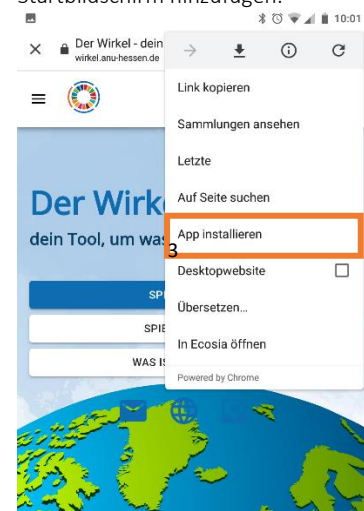 Startbildschirm hinzufügen:
10:01
Der Wirkel - dein
wirkel.anu-hessen.de
Link kopieren
Sammlungen ansehen
Letzte
Auf Seite suchen
App installieren
3
Desktopwebsite
Übersetzen...
In Ecosia öffnen
Powered by Chrome
Der Wirk
dein Tool, um was
SP
SPIE
WAS IS